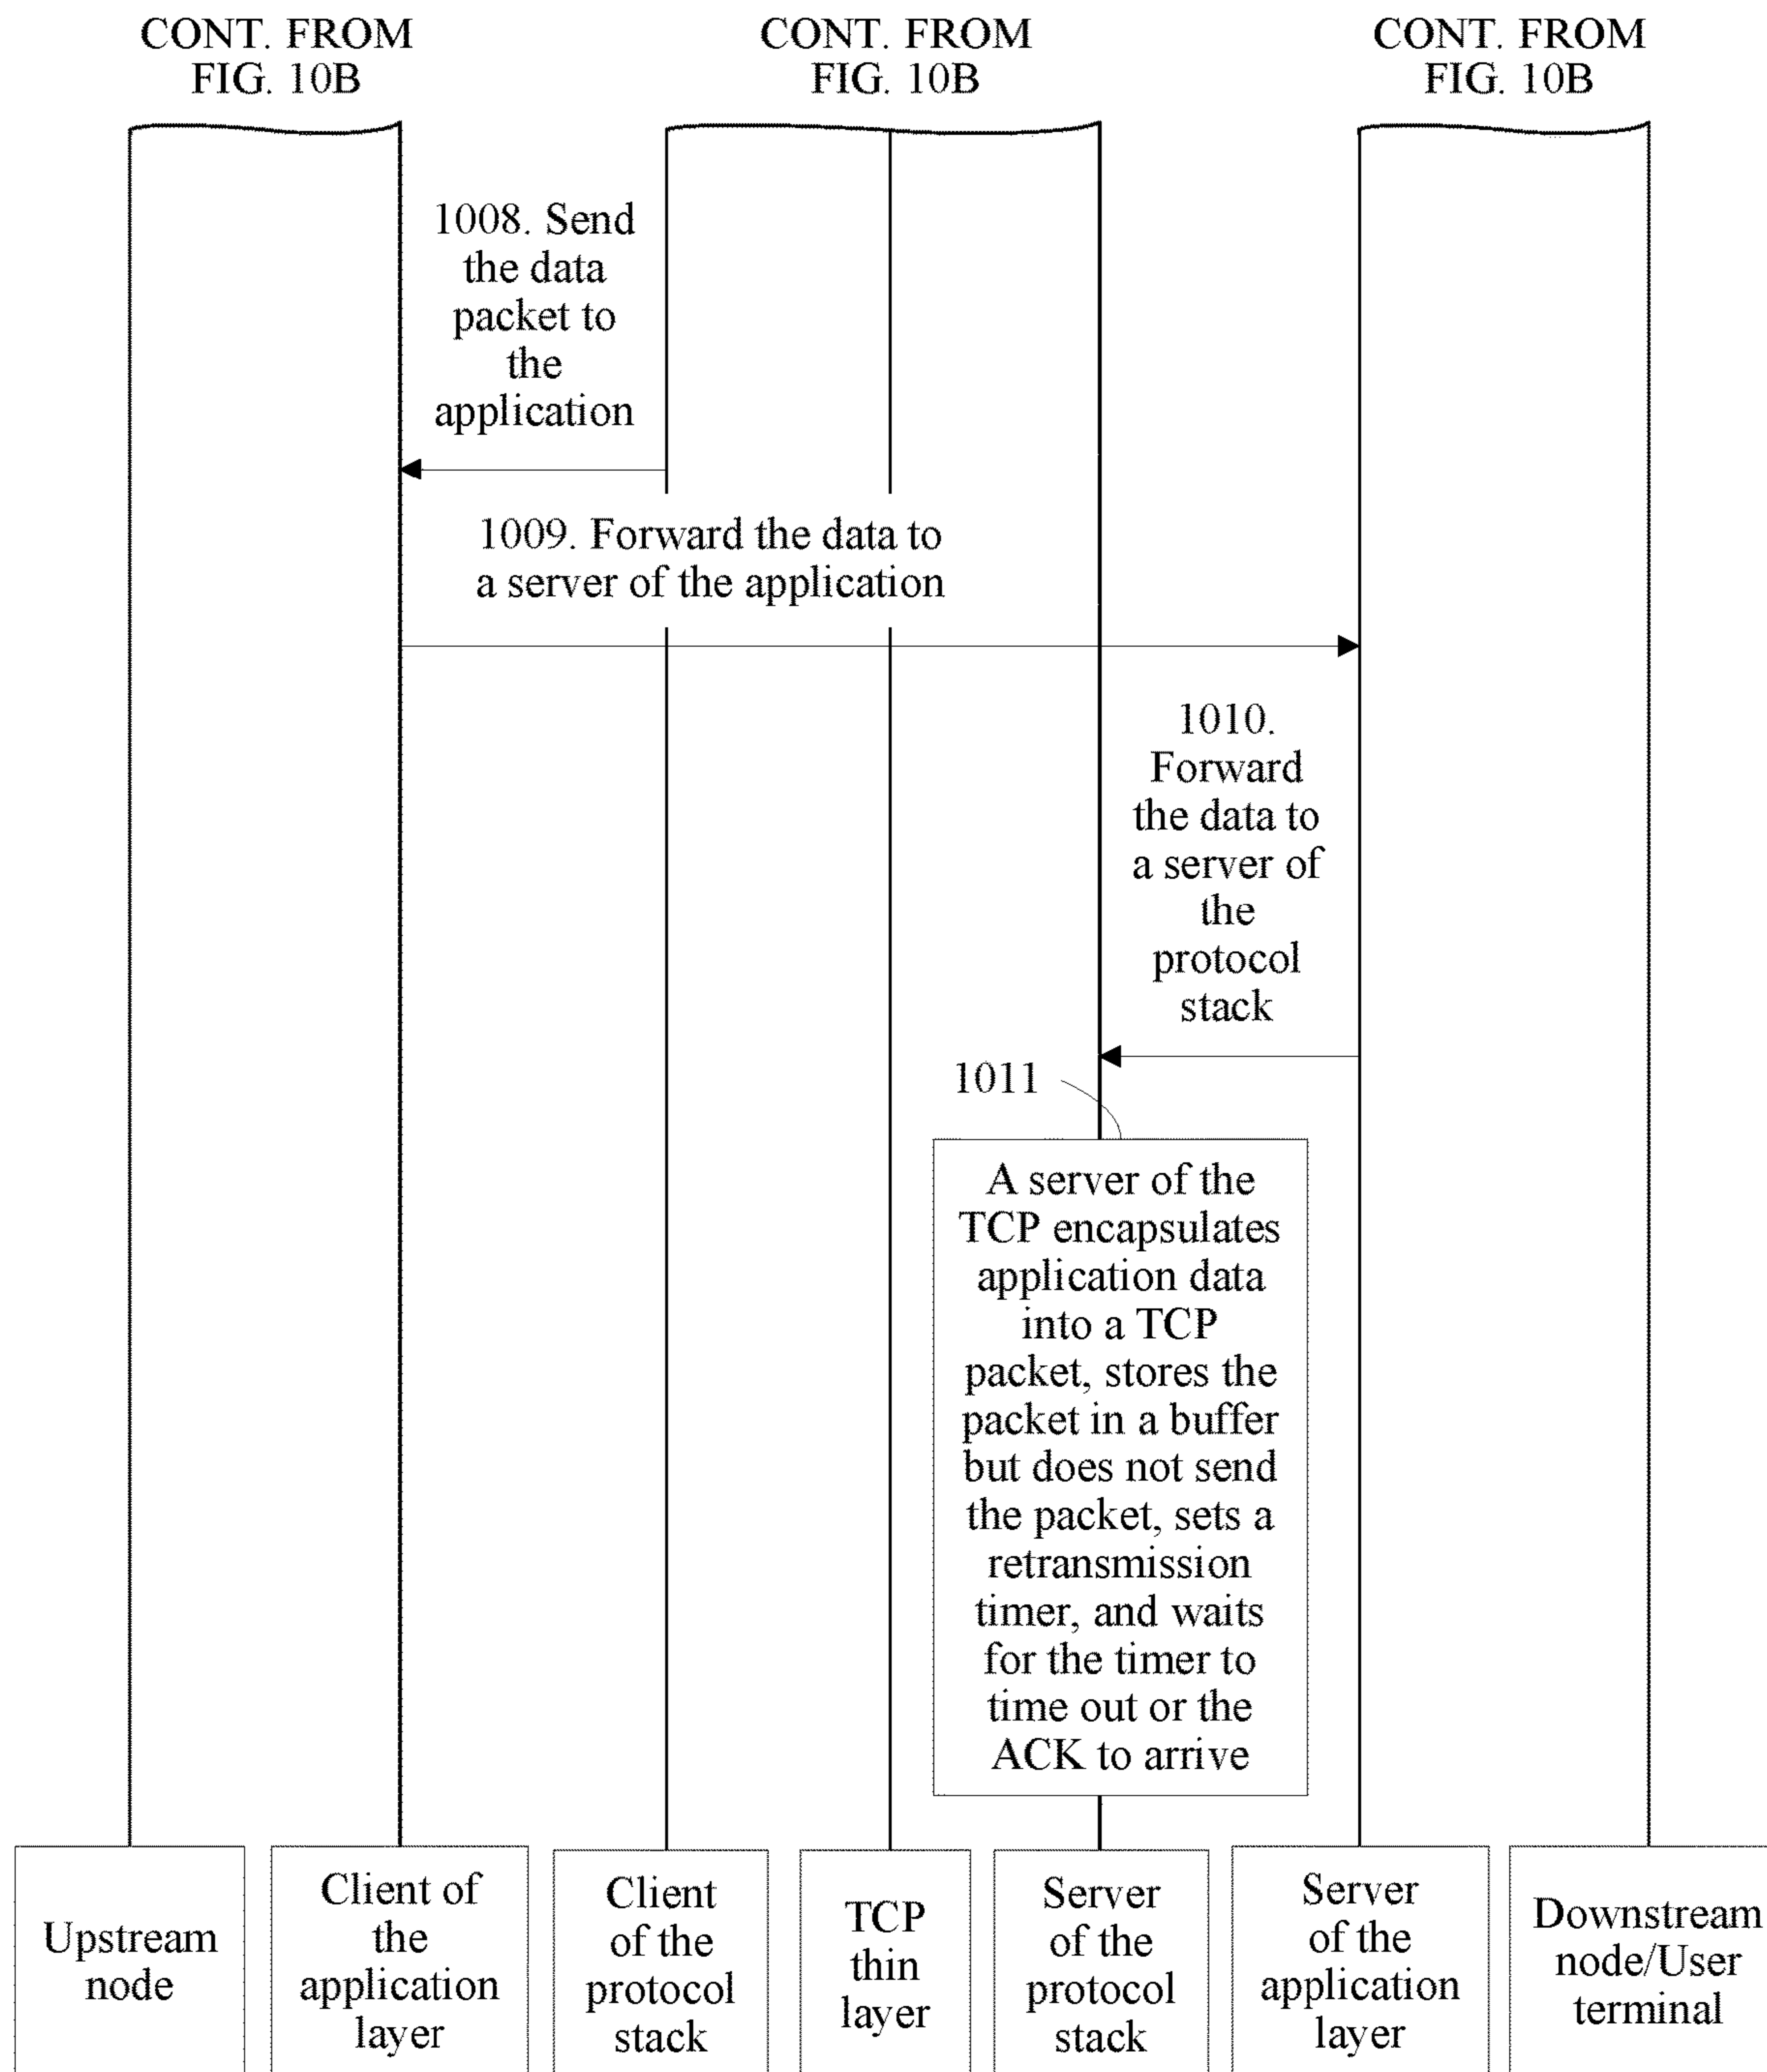 CONT. FROM
FIG. 10B
CONT. FROM
FIG. 10B
CONT. FROM
FIG. 10B
1008. Send
the data
packet to
the
application
1009. Forward the data to
a server of the application
1010.
Forward
the data to
a server of
the
protocol
stack
1011
A server of the
TCP encapsulates
application data
into a TCP
packet, stores the
packet in a buffer
but does not send
the packet, sets a
retransmission
timer, and waits
for the timer to
time out or the
ACK to arrive
Upstream
node
Client of
the
application
layer
Client
of the
protocol
stack
TCP
thin
layer
Server
of the
protocol
stack
Server
of the
application
layer
Downstream
node/User
terminal